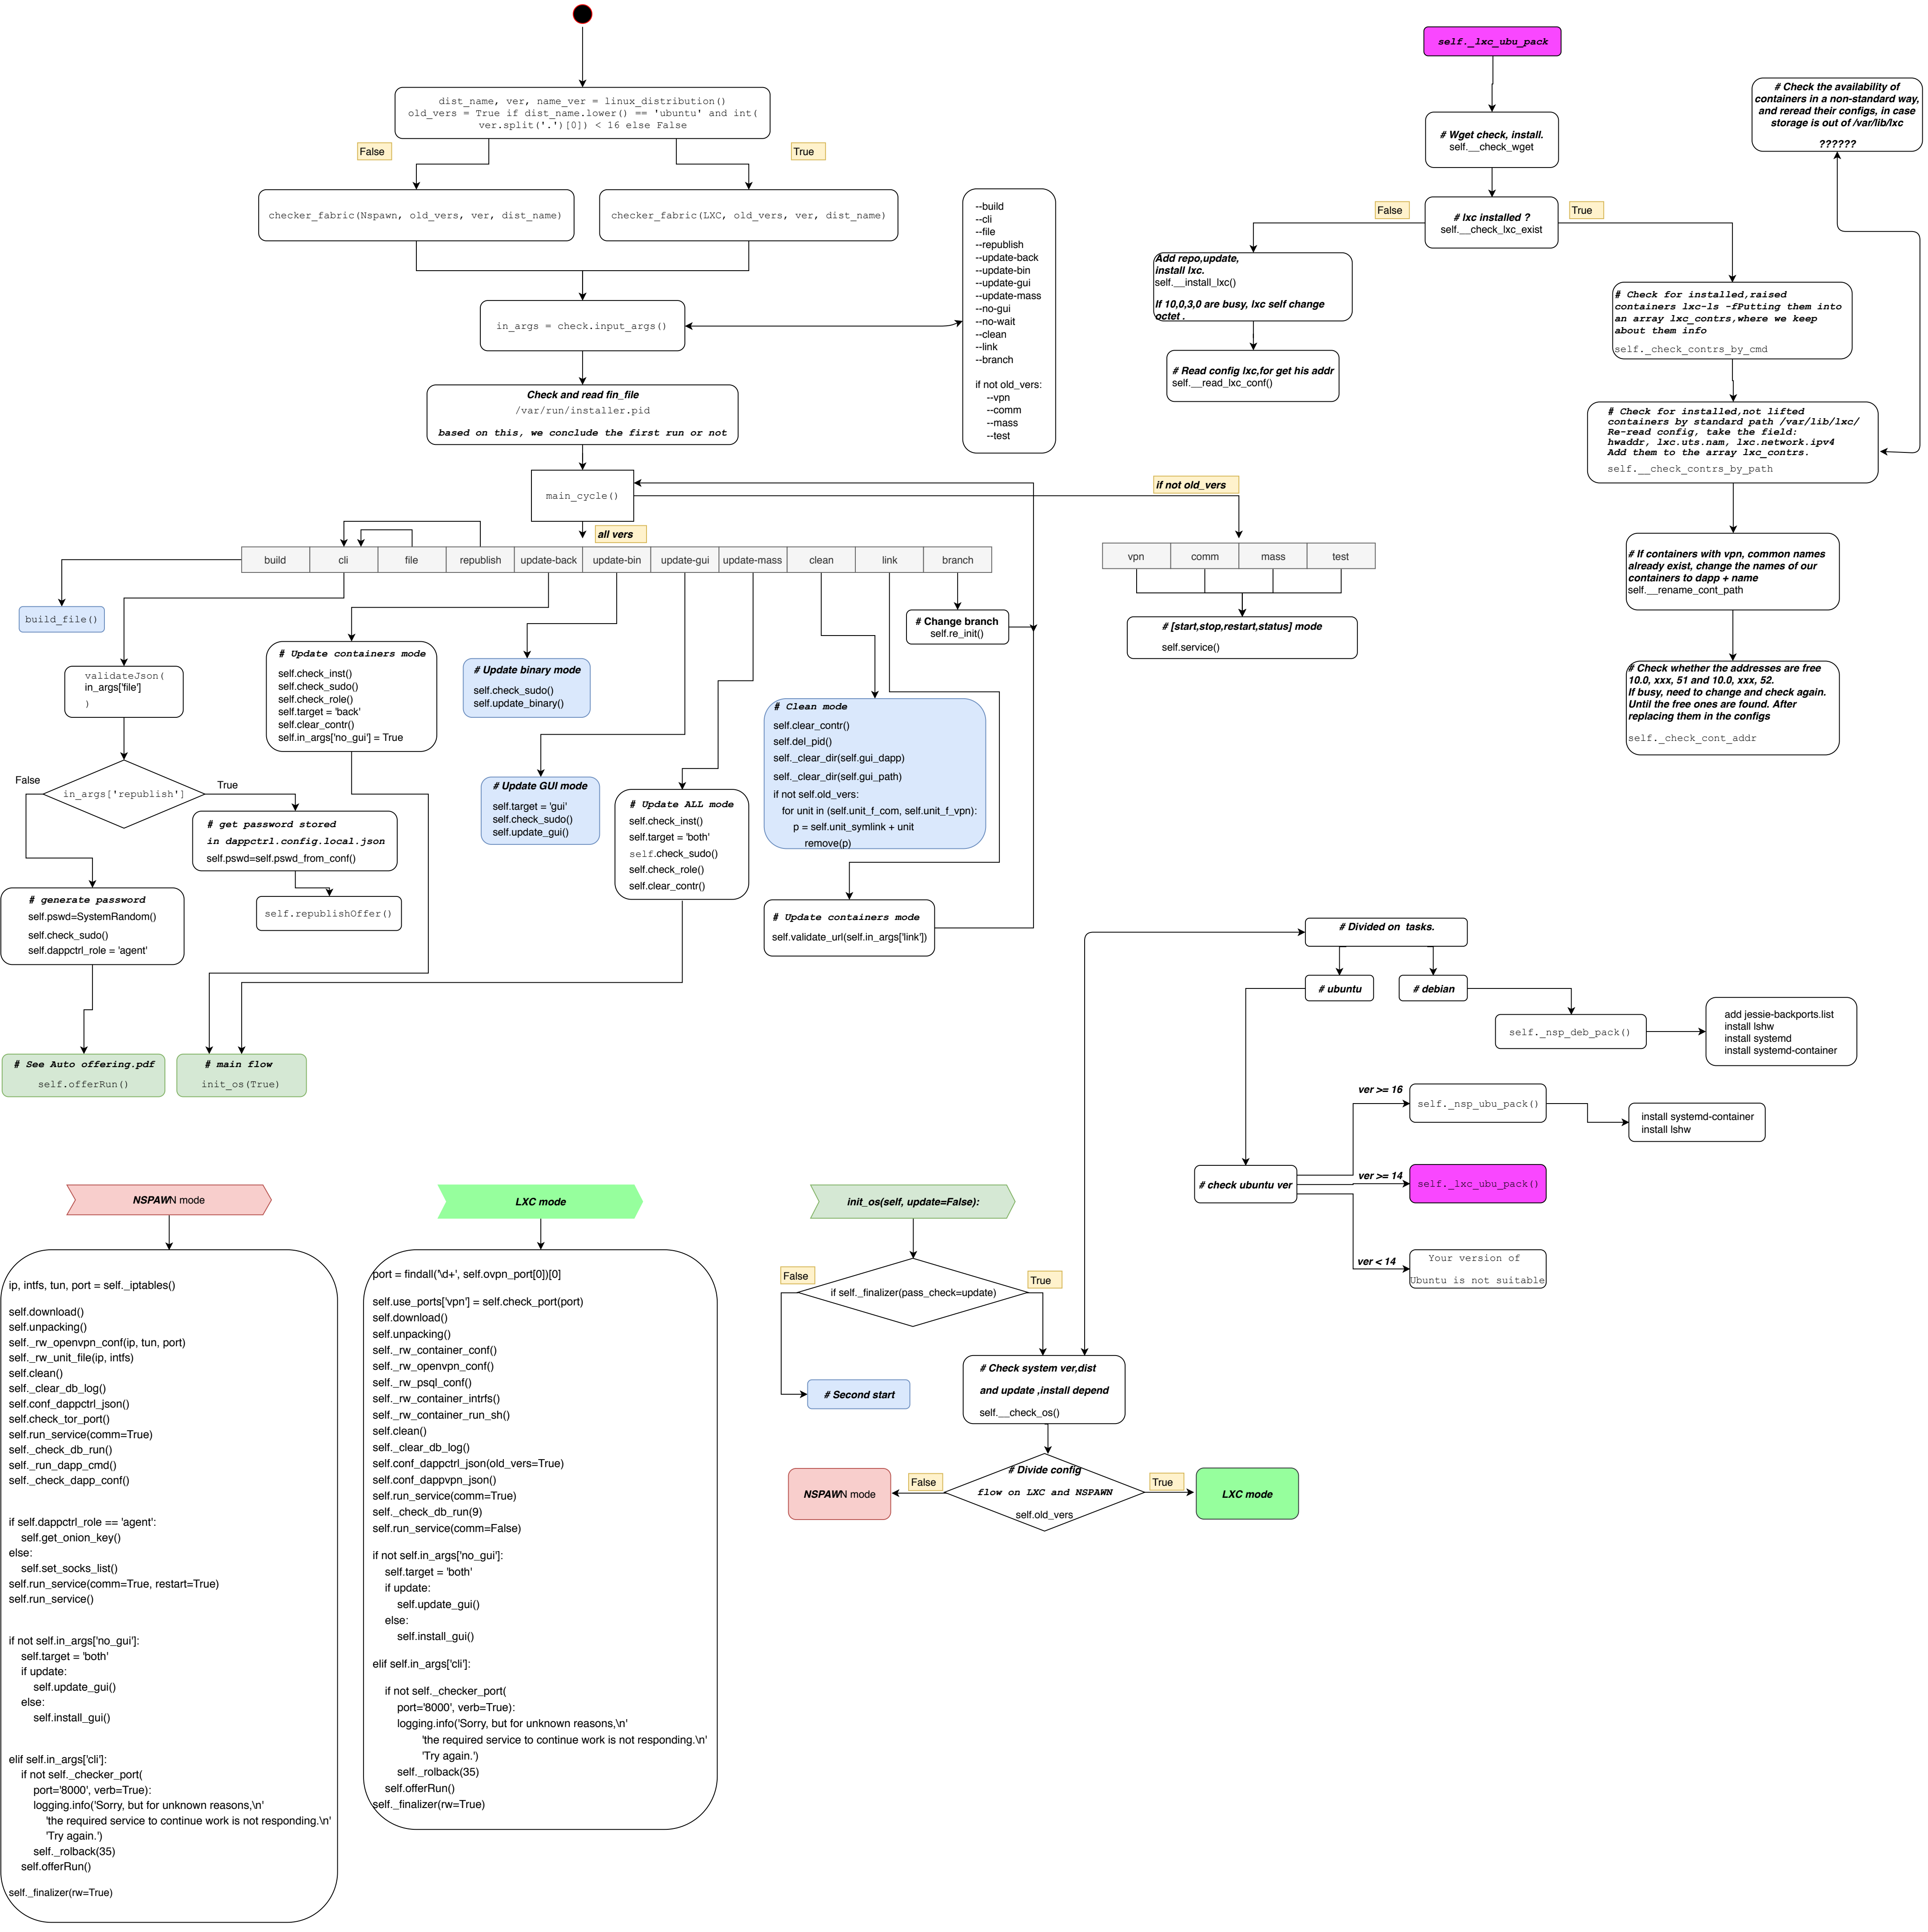 dist_name, ver, name_ver = linux_distribution()
old_vers = True if dist_name.lower() == 'ubuntu' and int(
ver.split('.')[0]) < 16 else False
False
True
checker_fabric(Nspawn, old_vers, ver, dist_name)
checker_fabric(LXC, old_vers, ver, dist_name)
in_args = check.input_args()
--build
--cli
--file
--republish
--update-back
--update-bin
--update-gui
--update-mass
--no-gui
--no-wait
--clean
--link
--branch
if not old_vers:
--vpn
--comm
--mass
--test
Check and read fin_file
/var/run/installer.pid
based on this, we conclude the first run or not
main_cycle()
if not old_vers
all vers
build
cli
file
republish
update-back
update-bin
update-gui
update-mass
clean
link
branch
vpn
comm
mass
test
# [start,stop,restart,status] mode
self.service()
build_file()
# Change branch
self.re_init()
validateJson(
in_args['file']
)
# Update containers mode
self.check_inst()
self.check_sudo()
self.check_role()
self.target = 'back'
self.clear_contr()
self.in_args['no_gui'] = True
# Update binary mode
self.check_sudo()
self.update_binary()
# Clean mode
self.clear_contr()
self.del_pid()
self._clear_dir(self.gui_dapp)
self._clear_dir(self.gui_path)
if not self.old_vers:
for unit in (self.unit_f_com, self.unit_f_vpn):
p = self.unit_symlink + unit
remove(p)
False
True
in_args['republish']
# Update GUI mode
self.target = 'gui'
self.check_sudo()
self.update_gui()
# Update ALL mode
self.check_inst()
self.target = 'both'
self.check_sudo()
self.check_role()
self.clear_contr()
# get password stored
in dappctrl.config.local.json
self.pswd=self.pswd_from_conf()
self.republishOffer()
# generate password
self.pswd=SystemRandom()
self.check_sudo()
self.dappctrl_role = 'agent'
# Update containers mode
self.validate_url(self.in_args['link'])
# See Auto offering.pdf
self.offerRun()
# main flow
init_os(True)
self._lxc_ubu_pack
# Wget check, install.
self.__check_wget
# lxc installed ?
self.__check_lxc_exist
False
True
Add repo,update,
install lxc.
self.__install_lxc()
If 10,0,3,0 are busy, lxc self change
octet .
# Read config lxc,for get his addr
self.__read_lxc_conf()
# Check the availability of
containers in a non-standard way,
and reread their configs, in case
storage is out of /var/lib/lxc
??????
# Check for installed,raised
containers lxc-ls -fPutting them into
an array lxc_contrs,where we keep
about them info
self._check_contrs_by_cmd
# Check for installed,not lifted
containers by standard path /var/lib/lxc/
Re-read config, take the field:
hwaddr, lxc.uts.nam, lxc.network.ipv4
Add them to the array lxc_contrs.
self.__check_contrs_by_path
# If containers with vpn, common names
already exist, change the names of our
containers to dapp + name
self.__rename_cont_path
# Check whether the addresses are free
10.0, xxx, 51 and 10.0, xxx, 52.
If busy, need to change and check again.
Until the free ones are found. After
replacing them in the configs
self._check_cont_addr
# Divided on  tasks.
# ubuntu
# debian
self._nsp_deb_pack()
add jessie-backports.list
install lshw
install systemd
install systemd-container
ver >= 16
self._nsp_ubu_pack()
install systemd-container
install lshw
# check ubuntu ver
ver >= 14
self._lxc_ubu_pack()
ver < 14
Your version of
Ubuntu is not suitable
NSPAWN mode
ip, intfs, tun, port = self._iptables()
self.download()
self.unpacking()
self._rw_openvpn_conf(ip, tun, port)
self._rw_unit_file(ip, intfs)
self.clean()
self._clear_db_log()
self.conf_dappctrl_json()
self.check_tor_port()
self.run_service(comm=True)
self._check_db_run()
self._run_dapp_cmd()
self._check_dapp_conf()
if self.dappctrl_role == 'agent':
self.get_onion_key()
else:
self.set_socks_list()
self.run_service(comm=True, restart=True)
self.run_service()
if not self.in_args['no_gui']:
self.target = 'both'
if update:
self.update_gui()
else:
self.install_gui()
elif self.in_args['cli']:
if not self._checker_port(
port='8000', verb=True):
logging.info('Sorry, but for unknown reasons,\n'
'the required service to continue work is not responding.\n'
'Try again.')
self._rolback(35)
self.offerRun()
self._finalizer(rw=True)
LXC mode
port = findall('\d+', self.ovpn_port[0])[0]
self.use_ports['vpn'] = self.check_port(port)
self.download()
self.unpacking()
self._rw_container_conf()
self._rw_openvpn_conf()
self._rw_psql_conf()
self._rw_container_intrfs()
self._rw_container_run_sh()
self.clean()
self._clear_db_log()
self.conf_dappctrl_json(old_vers=True)
self.conf_dappvpn_json()
self.run_service(comm=True)
self._check_db_run(9)
self.run_service(comm=False)
if not self.in_args['no_gui']:
self.target = 'both'
if update:
self.update_gui()
else:
self.install_gui()
elif self.in_args['cli']:
if not self._checker_port(
port='8000', verb=True):
logging.info('Sorry, but for unknown reasons,\n'
'the required service to continue work is not responding.\n'
'Try again.')
self._rolback(35)
self.offerRun()
self._finalizer(rw=True)
init_os(self, update=False):
False
True
if self._finalizer(pass_check=update)
# Second start
# Check system ver,dist
and update ,install depend
self.__check_os()
# Divide config
flow on LXC and NSPAWN
self.old_vers
False
True
NSPAWN mode
LXC mode